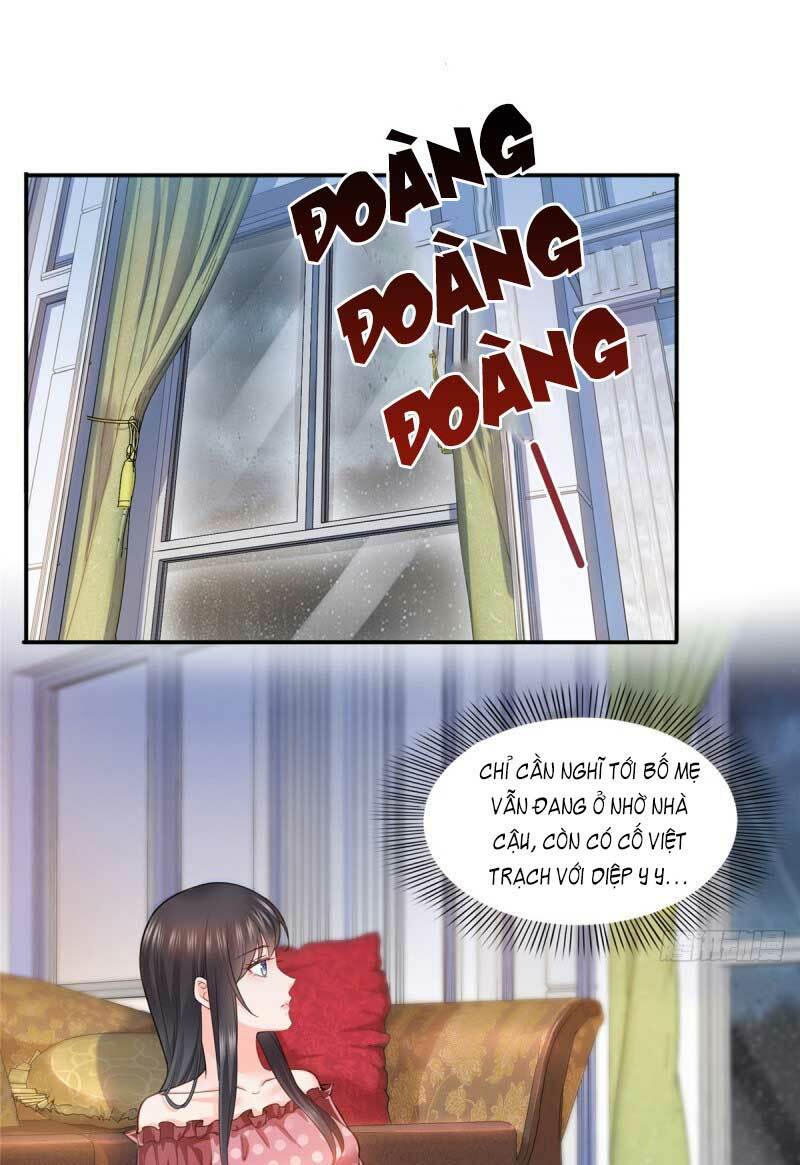 ĐOÀNG
ĐOÀNG
ĐOÀNG
CHỈ CẦN NGHĨ TỚI BỐ MẸ
VẪN ĐANG Ở NHỜ NHÀ
CẬU, CÒN CÓ CỐ VIỆT
TRẠCH VỚI DIỆP Y Y...